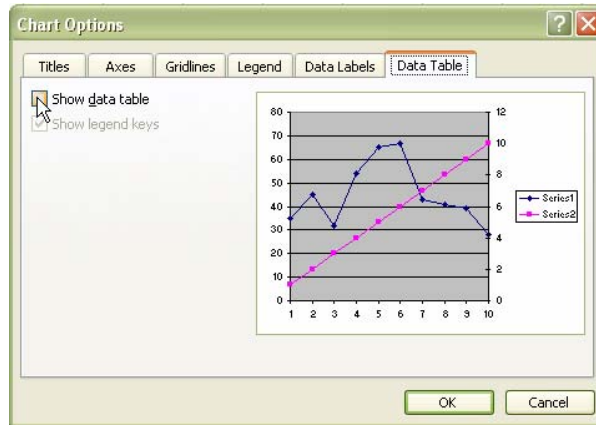 Chart Options
Titles Axes Gridlines Legend Data Labels Data Table
Show data table
Show legend keys
80
70
60
50
40
30
20
10
0
12
10
8
6
4
2
0
1 2 3 4 5 6 7 8 9 10
Series1
Series2
OK Cancel